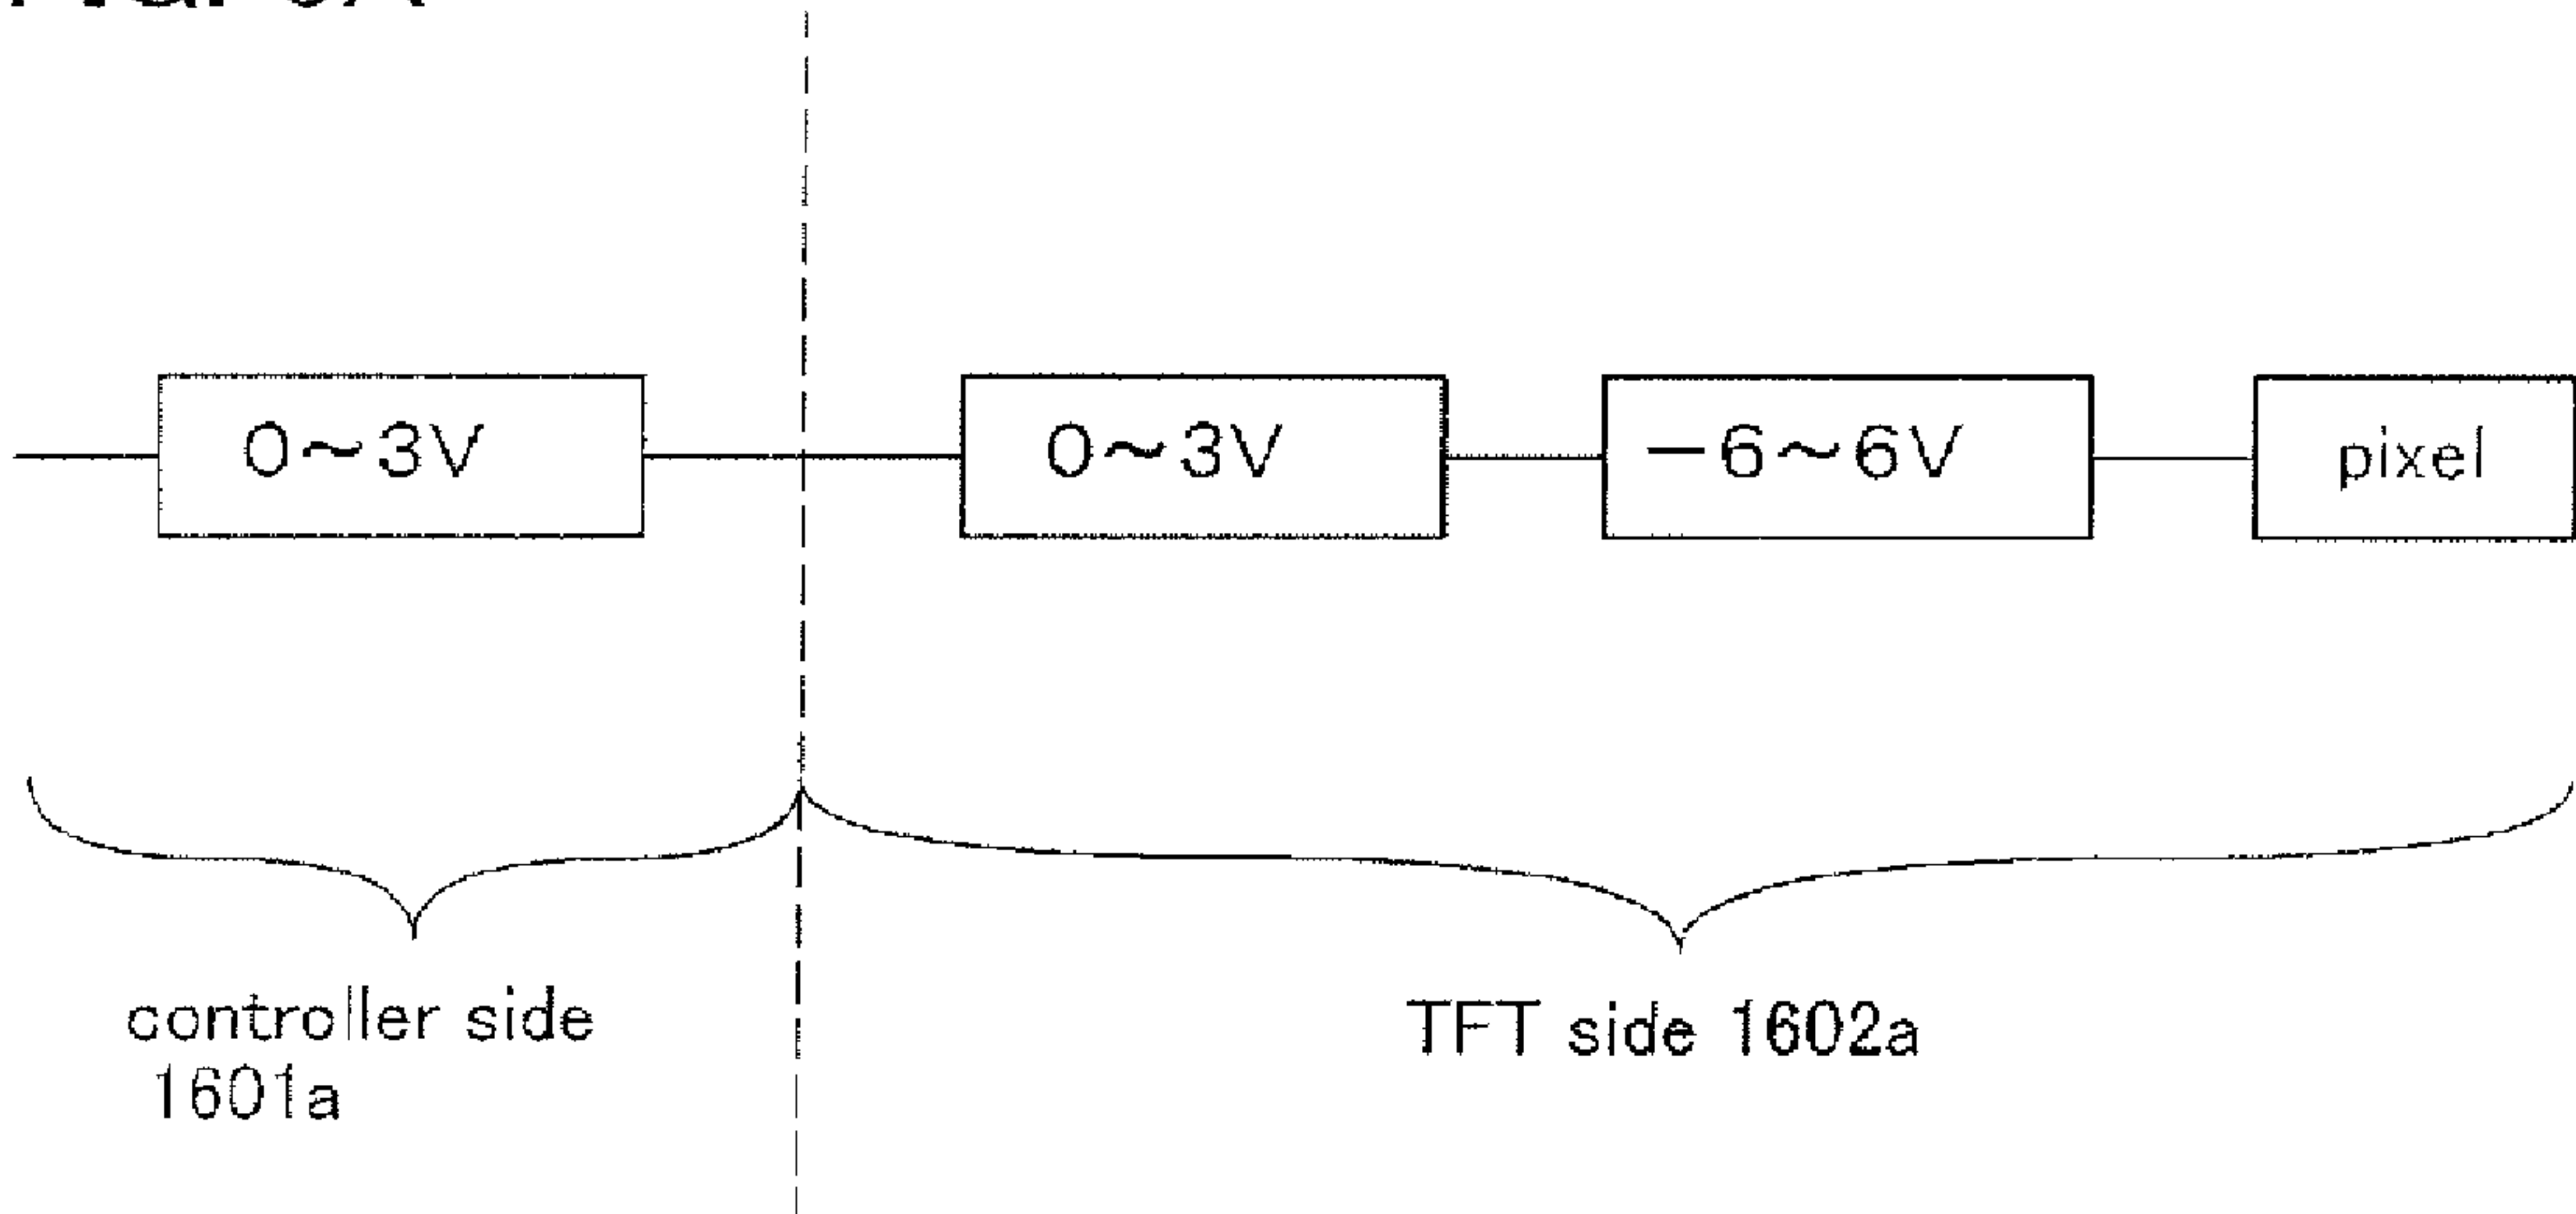 0~3V
0~3V
−6~6V
pixel
controller side
1601a
TFT side 1602a